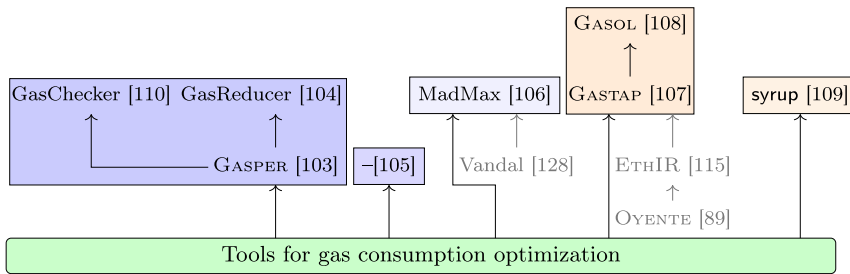 GASOL [108]
GasChecker [110] GasReducer [104] MadMax [106] GASTAP [107] syrup [109]
GASPER [103] –[105] Vandal [128] ETHIR [115]
OYENTE [89]
Tools for gas consumption optimization